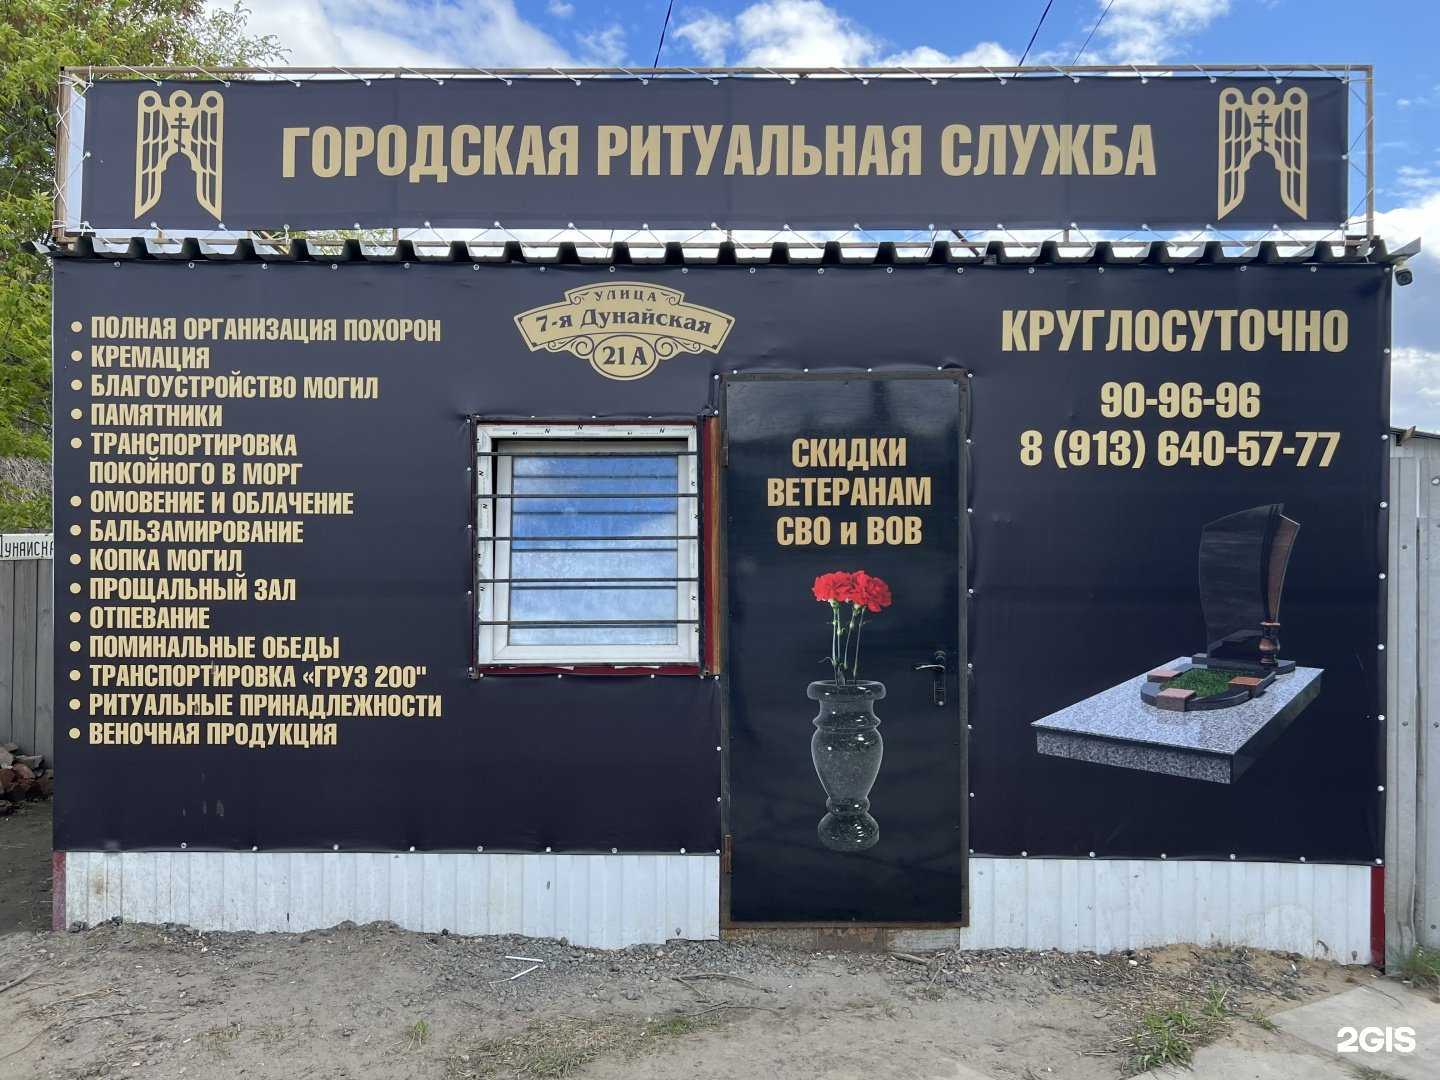 ГОРОДСКАЯ РИТУАЛЬНАЯ СЛУЖБА
• ПОЛНАЯ ОРГАНИЗАЦИЯ ПОХОРОН
• КРЕМАЦИЯ
• БЛАГОУСТРОЙСТВО МОГИЛ
• ПАМЯТНИКИ
• ТРАНСПОРТИРОВКА
ПОКОЙНОГО В МОРГ
• ОМОВЕНИЕ И ОБЛАЧЕНИЕ
• БАЛЬЗАМИРОВАНИЕ
• КОПКА МОГИЛ
• ПРОЩАЛЬНЫЙ ЗАЛ
• ОТПЕВАНИЕ
• ПОМИНАЛЬНЫЕ ОБЕДЫ
• ТРАНСПОРТИРОВКА «ГРУЗ 200"
• РИТУАЛЬНЫЕ ПРИНАДЛЕЖНОСТИ
• ВЕНОЧНАЯ ПРОДУКЦИЯ
УЛИЦА
7-я Дунайская
21А
СКИДКИ
ВЕТЕРАНАМ
СВО и ВОВ
КРУГЛОСУТОЧНО
90-96-96
8 (913) 640-57-77
2GIS